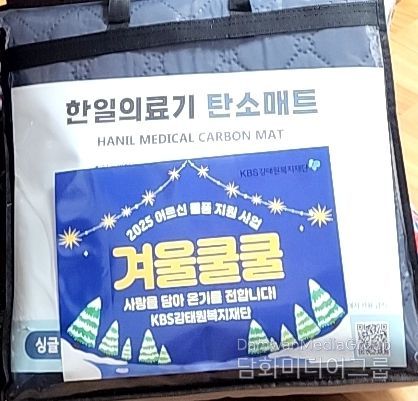 한일의료기 탄소매트
HANIL MEDICAL CARBON MAT
KBS강태원복지재단
2025 어르신 물품 지원 사업
겨울쿨쿨
사랑을 담아 온기를 전합니다!
KBS강태원복지재단
싱글
DamwanMediaGroup
담화미디어그룹